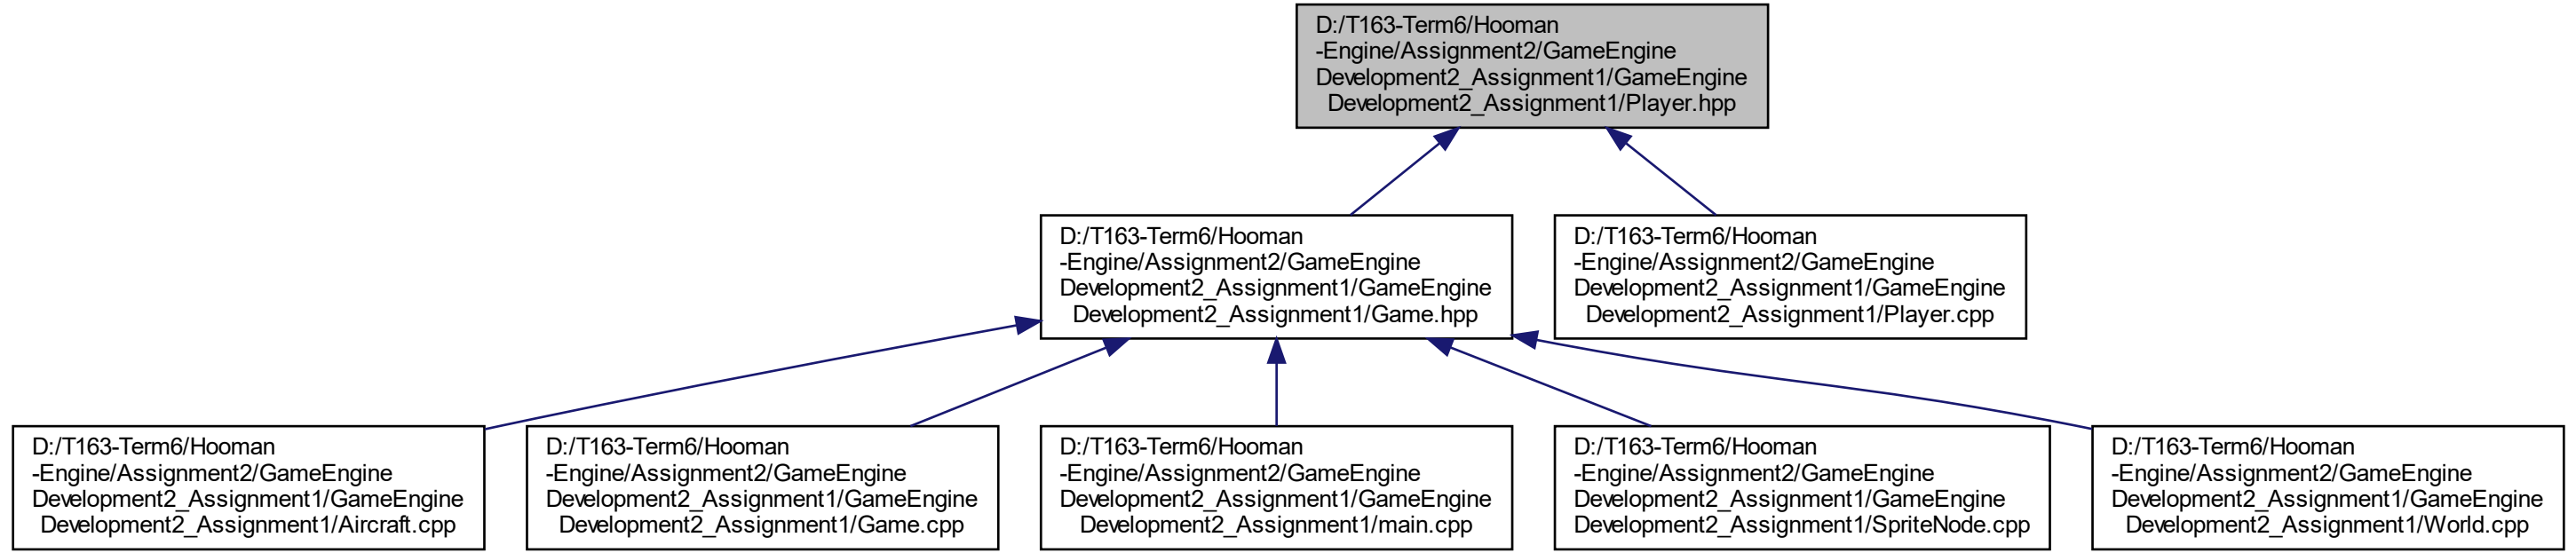 D:/T163-Term6/Hooman
-Engine/Assignment2/GameEngine
Development2_Assignment1/GameEngine
Development2_Assignment1/Player.hpp
D:/T163-Term6/Hooman
-Engine/Assignment2/GameEngine
Development2_Assignment1/GameEngine
Development2_Assignment1/Game.hpp
D:/T163-Term6/Hooman
-Engine/Assignment2/GameEngine
Development2_Assignment1/GameEngine
Development2_Assignment1/Player.cpp
D:/T163-Term6/Hooman
-Engine/Assignment2/GameEngine
Development2_Assignment1/GameEngine
Development2_Assignment1/Aircraft.cpp
D:/T163-Term6/Hooman
-Engine/Assignment2/GameEngine
Development2_Assignment1/GameEngine
Development2_Assignment1/Game.cpp
D:/T163-Term6/Hooman
-Engine/Assignment2/GameEngine
Development2_Assignment1/GameEngine
Development2_Assignment1/main.cpp
D:/T163-Term6/Hooman
-Engine/Assignment2/GameEngine
Development2_Assignment1/GameEngine
Development2_Assignment1/SpriteNode.cpp
D:/T163-Term6/Hooman
-Engine/Assignment2/GameEngine
Development2_Assignment1/GameEngine
Development2_Assignment1/World.cpp